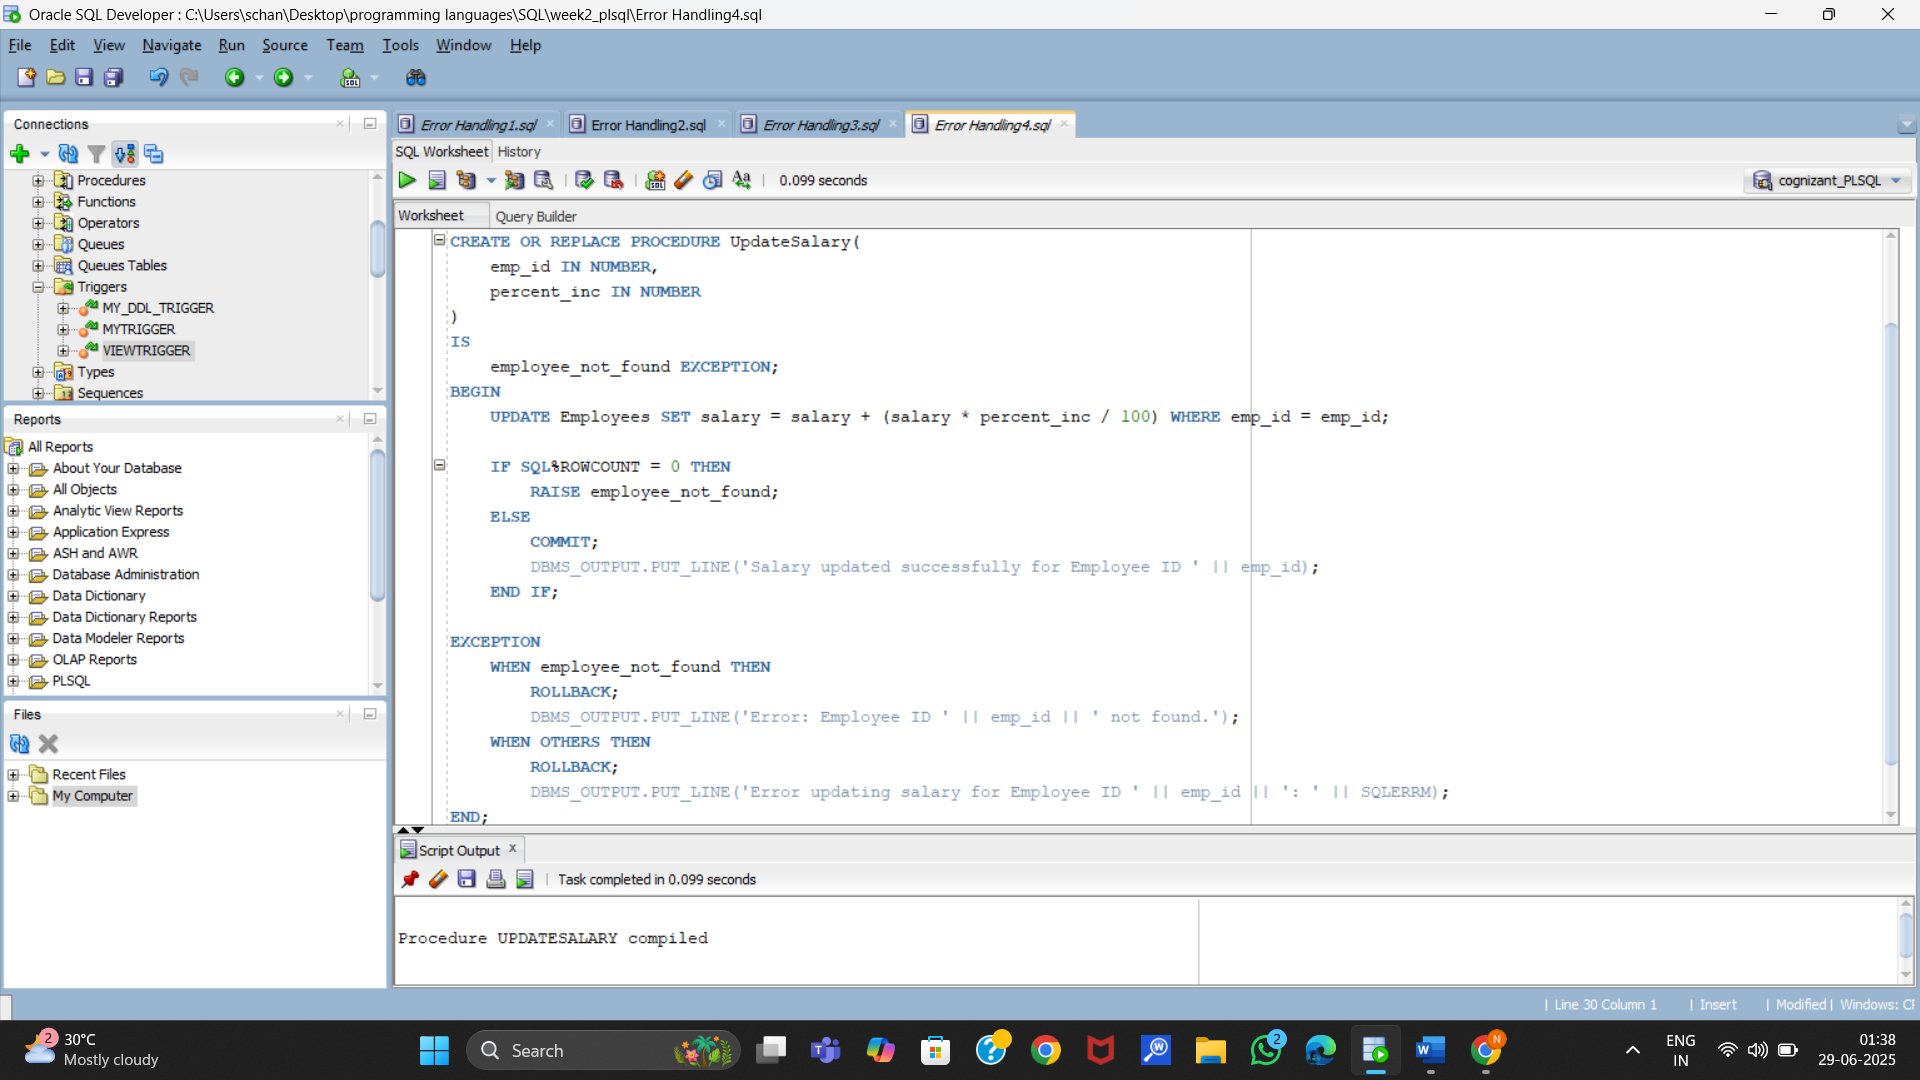 Oracle SQL Developer : C:\Users\schan\Desktop\programming languages\SQL\week2_plsql\Error Handling4.sql
File Edit View Navigate Run Source Team Tools Window Help
Connections
Procedures
Functions
Operators
Queues
Queues Tables
Triggers
MY_DDL_TRIGGER
MYTRIGGER
VIEWTRIGGER
Types
Sequences
Reports
All Reports
About Your Database
All Objects
Analytic View Reports
Application Express
ASH and AWR
Database Administration
Data Dictionary
Data Dictionary Reports
Data Modeler Reports
OLAP Reports
PLSQL
Files
Recent Files
My Computer
Error Handling1.sql Error Handling2.sql Error Handling3.sql Error Handling4.sql
SQL Worksheet History
0.099 seconds
cognizant_PLSQL
Worksheet Query Builder
CREATE OR REPLACE PROCEDURE UpdateSalary(
    emp_id IN NUMBER,
    percent_inc IN NUMBER
)
IS
    employee_not_found EXCEPTION;
BEGIN
    UPDATE Employees SET salary = salary + (salary * percent_inc / 100) WHERE emp_id = emp_id;
    IF SQL%ROWCOUNT = 0 THEN
        RAISE employee_not_found;
    ELSE
        COMMIT;
        DBMS_OUTPUT.PUT_LINE('Salary updated successfully for Employee ID ' || emp_id);
    END IF;
EXCEPTION
    WHEN employee_not_found THEN
        ROLLBACK;
        DBMS_OUTPUT.PUT_LINE('Error: Employee ID ' || emp_id || ' not found.');
    WHEN OTHERS THEN
        ROLLBACK;
        DBMS_OUTPUT.PUT_LINE('Error updating salary for Employee ID ' || emp_id || ': ' || SQLERRM);
END;
Script Output x
Task completed in 0.099 seconds
Procedure UPDATESALARY compiled
| Line 30 Column 1 | Insert | Modified | Windows: CF
2
30°C
Mostly cloudy
Search
2
N
ENG
IN
01:38
29-06-2025